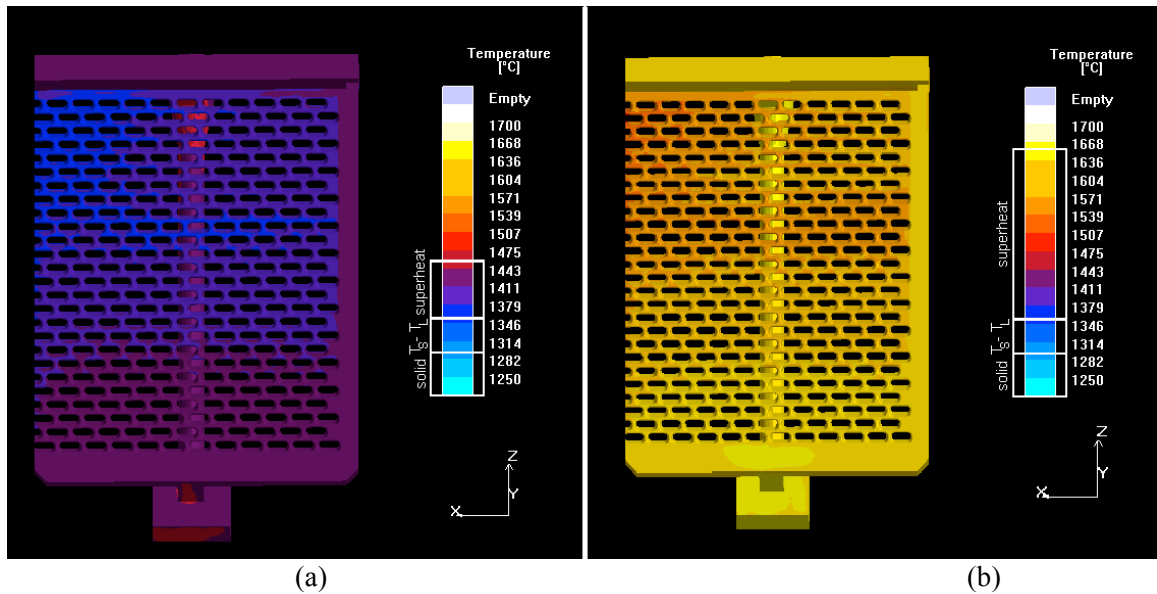 Temperature
[°C]
Empty
1700
1668
1636
1604
1571
1539
1507
1475
1443
1411
1379
1346
1314
1282
1250
superheat
TS- TL
solid
Z
Y
X
(a)
Temperature
[°C]
Empty
1700
1668
1636
1604
1571
1539
1507
1475
1443
1411
1379
1346
1314
1282
1250
superheat
TS- TL
solid
Z
Y
X
(b)